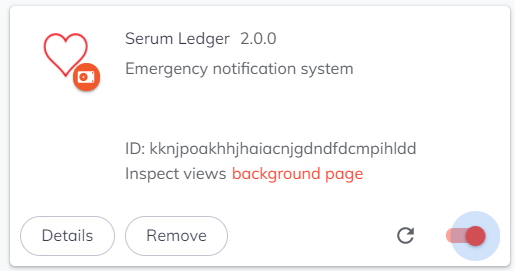 Serum Ledger 2.0.0
Emergency notification system
ID: kknjpoakhhjhaiacnjgdndfdcmpihldd
Inspect views background page
Details Remove